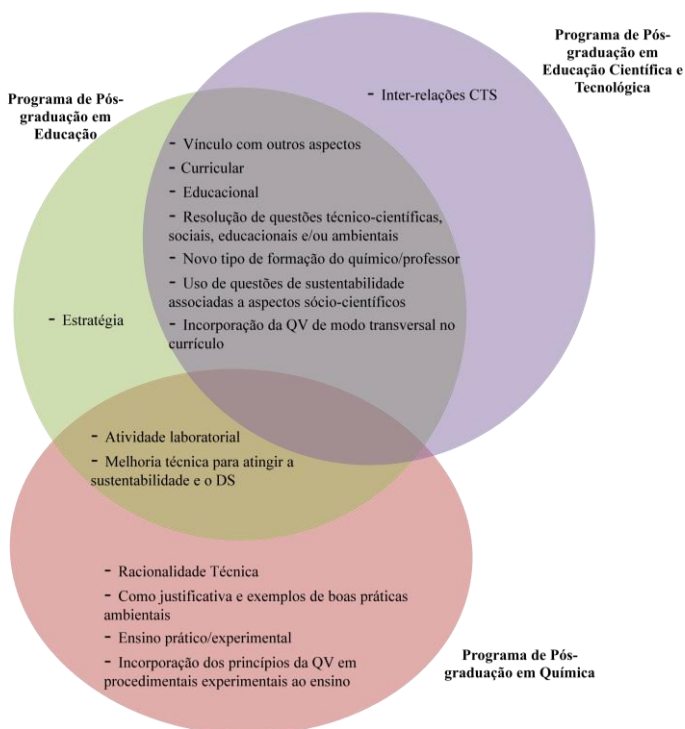 Programa de Pós-
graduação em
Educação Científica e
Tecnológica
Programa de Pós-
graduação em
Educação
- Inter-relações CTS
- Vínculo com outros aspectos
- Curricular
- Educacional
- Resolução de questões técnico-científicas,
sociais, educacionais e/ou ambientais
- Novo tipo de formação do químico/professor
- Uso de questões de sustentabilidade
associadas a aspectos sócio-científicos
- Incorporação da QV de modo transversal no
currículo
- Estratégia
- Atividade laboratorial
- Melhoria técnica para atingir a
sustentabilidade e o DS
- Racionalidade Técnica
- Como justificativa e exemplos de boas práticas
ambientais
- Ensino prático/experimental
- Incorporação dos princípios da QV em
procedimentais experimentais ao ensino
Programa de Pós-
graduação em Química